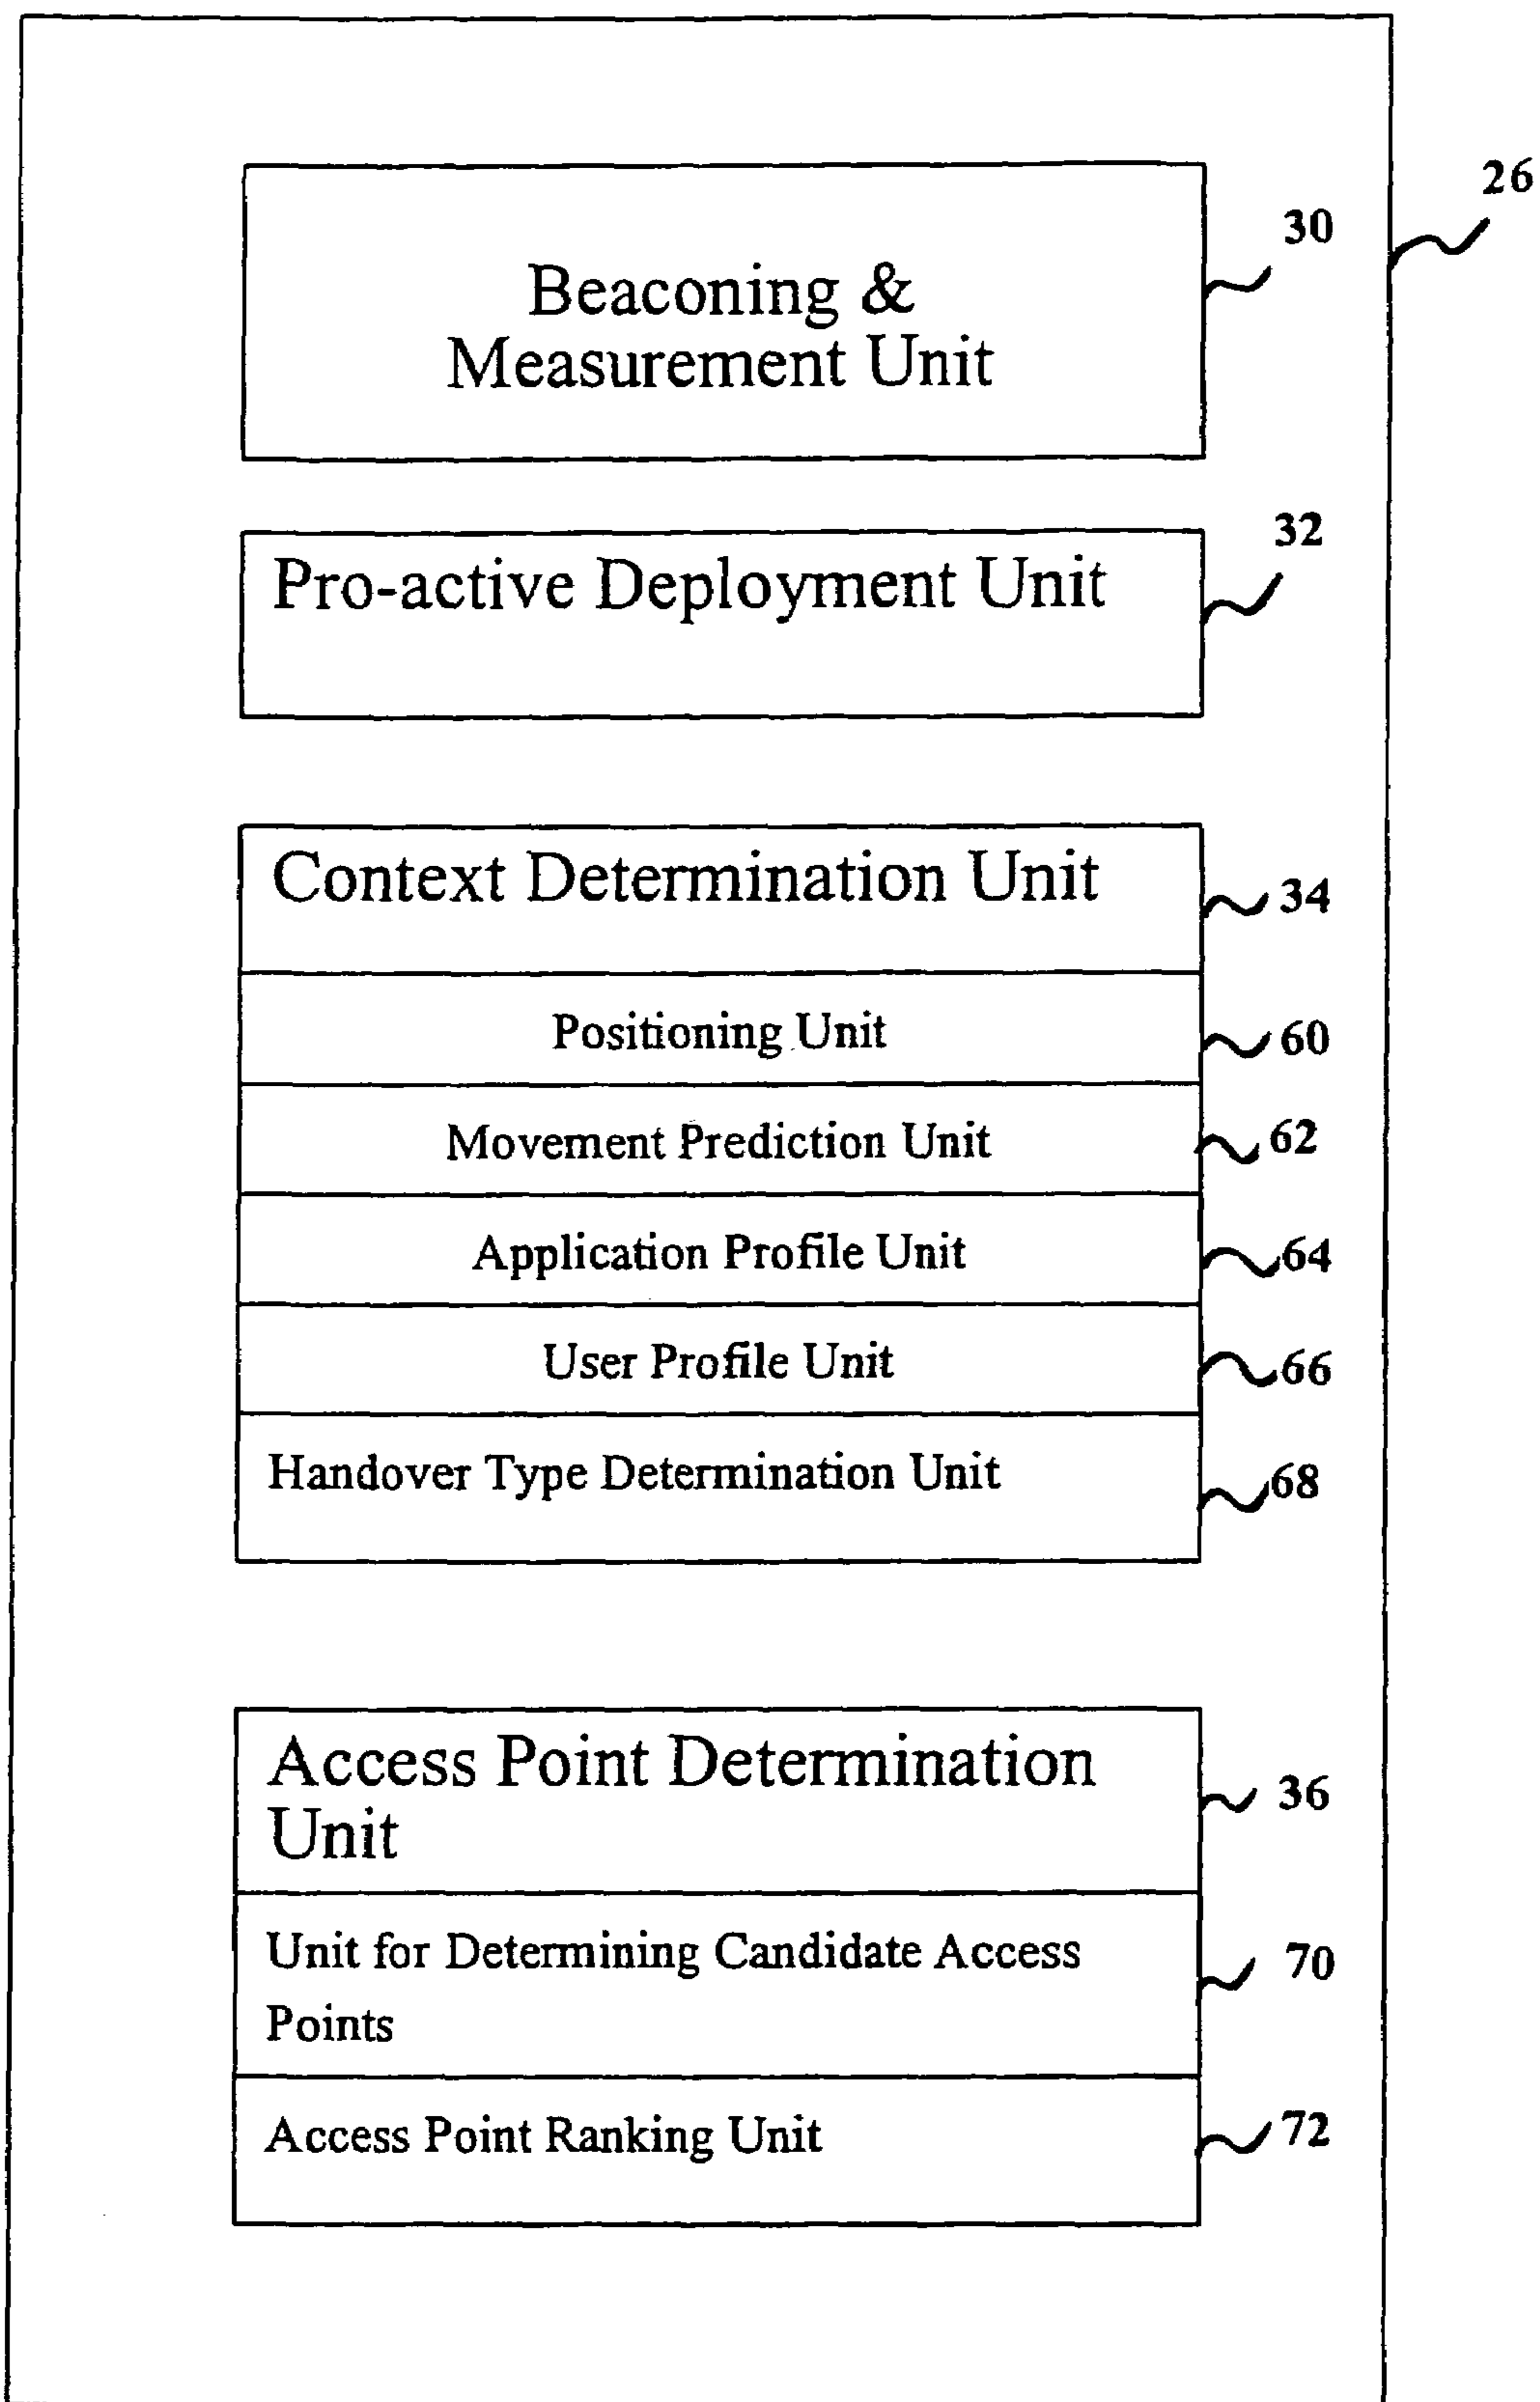 26
30
Beaconing &
Measurement Unit
32
Pro-active Deployment Unit
Context Determination Unit
34
Positioning Unit
60
Movement Prediction Unit
62
Application Profile Unit
64
User Profile Unit
66
Handover Type Determination Unit
68
Access Point Determination
Unit
36
Unit for Determining Candidate Access
Points
70
Access Point Ranking Unit
72